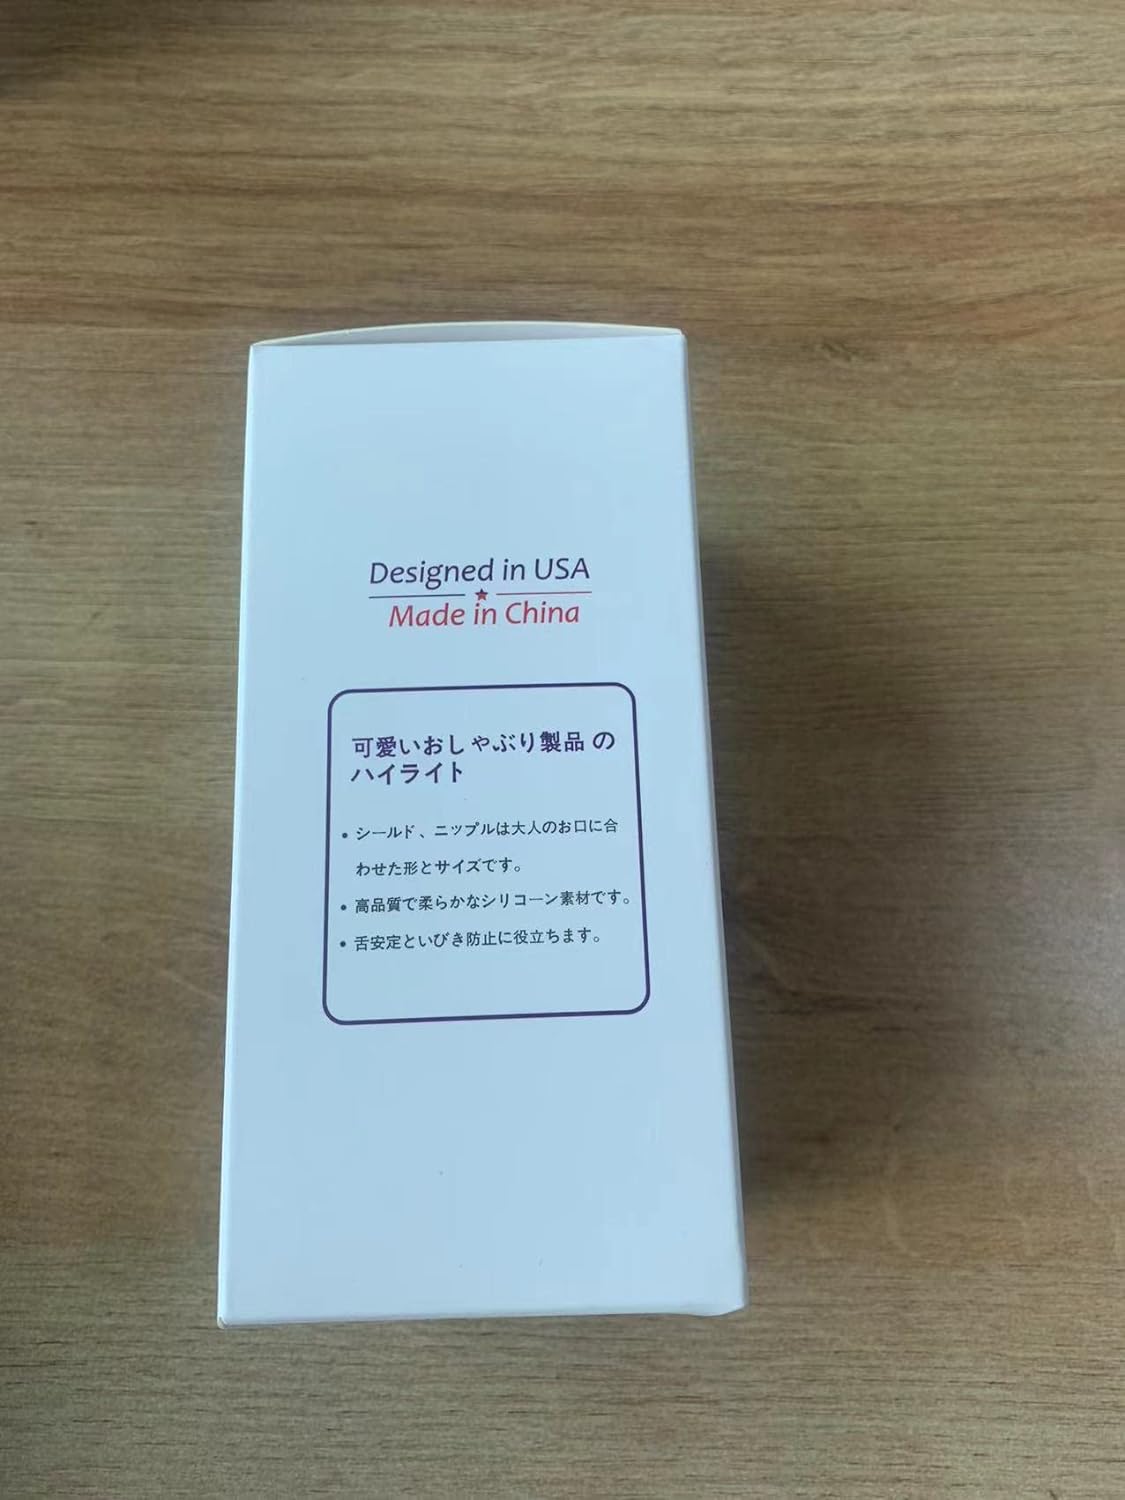 Designed in USA
Made in China
可愛いおしゃぶり製品 の
ハイライト
• シールド 、ニップルは大人のお口に合
わせた形とサイズです。
• 高品質で柔らかなシリコーン素材です。
• 舌安定といびき防止に役立ちます。